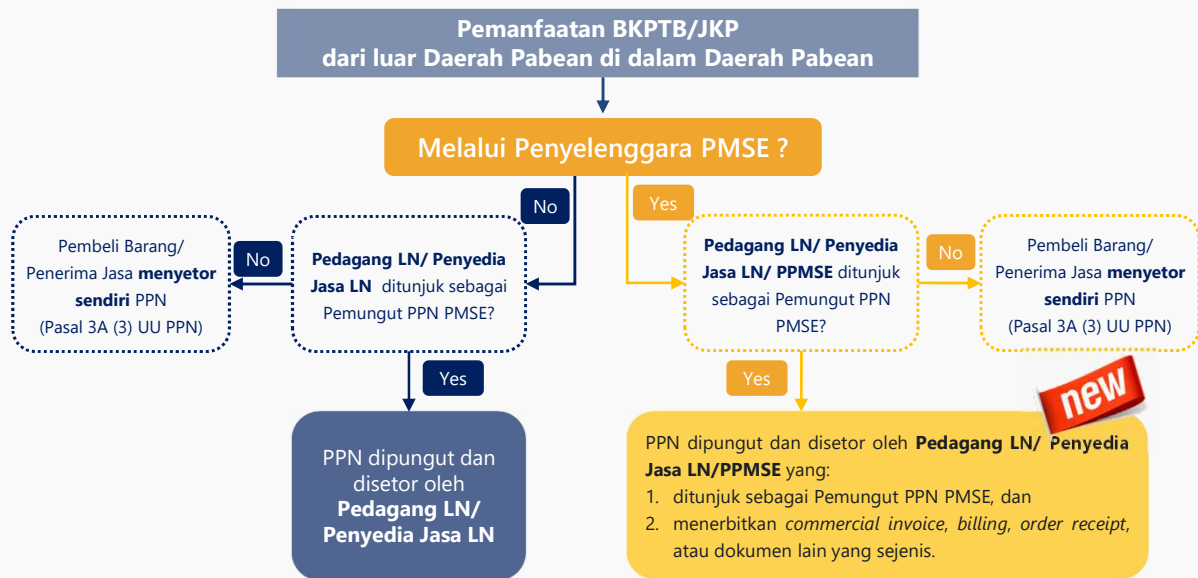 Pemanfaatan BKPTB/JKP
dari luar Daerah Pabean di dalam Daerah Pabean
Melalui Penyelenggara PMSE ?
No
Yes
Pembeli Barang/
Penerima Jasa menyetor
sendiri PPN
(Pasal 3A (3) UU PPN)
No
Pedagang LN/ Penyedia
Jasa LN ditunjuk sebagai
Pemungut PPN PMSE?
Pedagang LN/ Penyedia
Jasa LN/ PPMSE ditunjuk
sebagai Pemungut PPN
PMSE?
No
Pembeli Barang/
Penerima Jasa menyetor
sendiri PPN
(Pasal 3A (3) UU PPN)
Yes
Yes
new
PPN dipungut dan
disetor oleh
Pedagang LN/
Penyedia Jasa LN
PPN dipungut dan disetor oleh Pedagang LN/ Penyedia
Jasa LN/PPMSE yang:
1. ditunjuk sebagai Pemungut PPN PMSE, dan
2. menerbitkan commercial invoice, billing, order receipt,
atau dokumen lain yang sejenis.